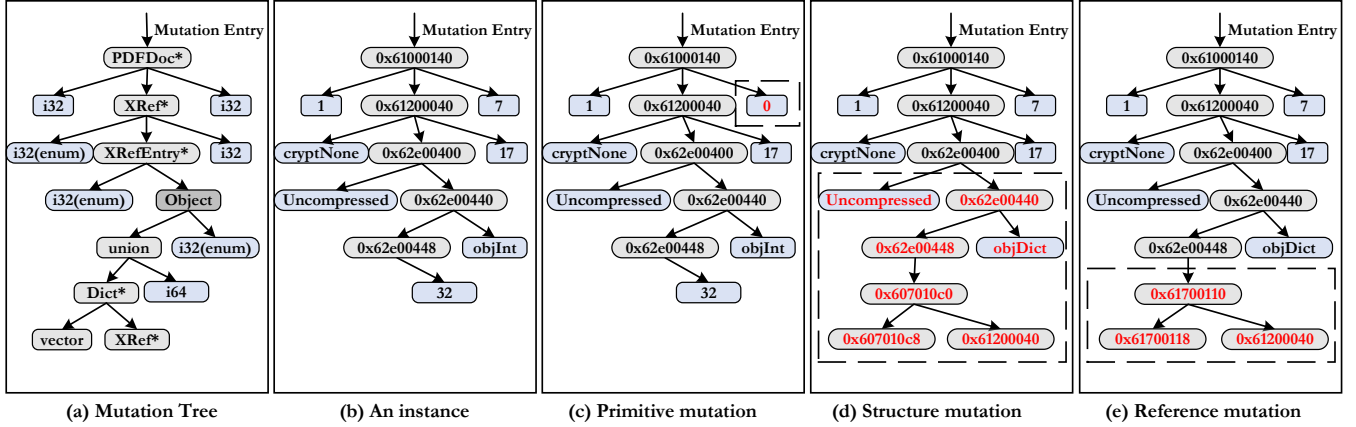 Mutation Entry
PDFDoc*
i32
XRef*
i32
i32(enum)
XRefEntry*
i32
i32(enum)
Object
union
i32(enum)
Dict*
i64
vector
XRef*
(a) Mutation Tree
Mutation Entry
0x61000140
1
0x61200040
7
cryptNone
0x62e00400
17
Uncompressed
0x62e00440
0x62e00448
objInt
32
(b) An instance
Mutation Entry
0x61000140
1
0x61200040
0
cryptNone
0x62e00400
17
Uncompressed
0x62e00440
0x62e00448
objInt
32
(c) Primitive mutation
Mutation Entry
0x61000140
1
0x61200040
7
cryptNone
0x62e00400
17
Uncompressed
0x62e00440
0x62e00448
objDict
0x607010c0
0x607010c8
0x61200040
(d) Structure mutation
Mutation Entry
0x61000140
1
0x61200040
7
cryptNone
0x62e00400
17
Uncompressed
0x62e00440
0x62e00448
objDict
0x61700110
0x61700118
0x61200040
(e) Reference mutation